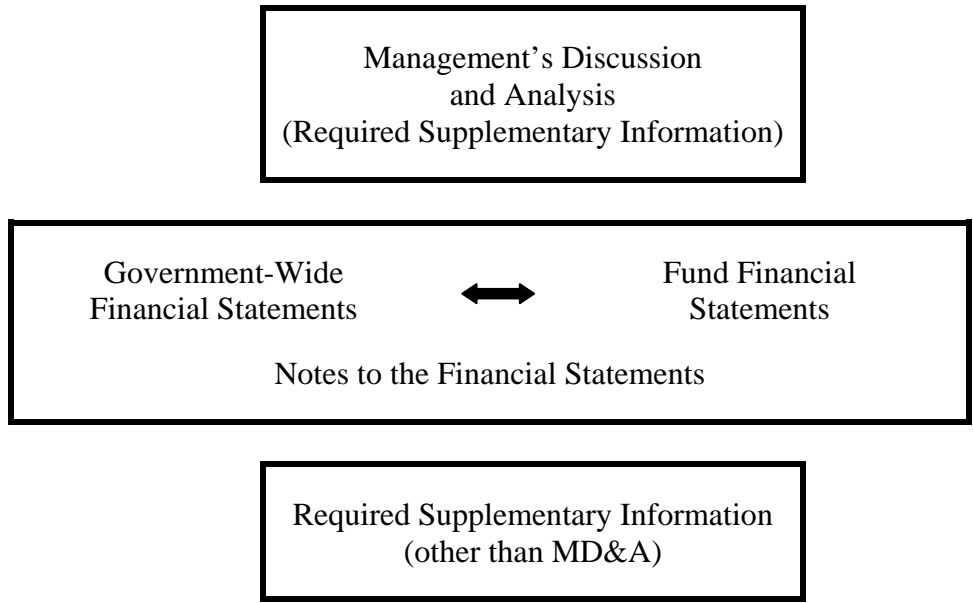 Management’s Discussion
and Analysis
(Required Supplementary Information)
Government-Wide
Financial Statements
Fund Financial
Statements
Notes to the Financial Statements
Required Supplementary Information
(other than MD&A)